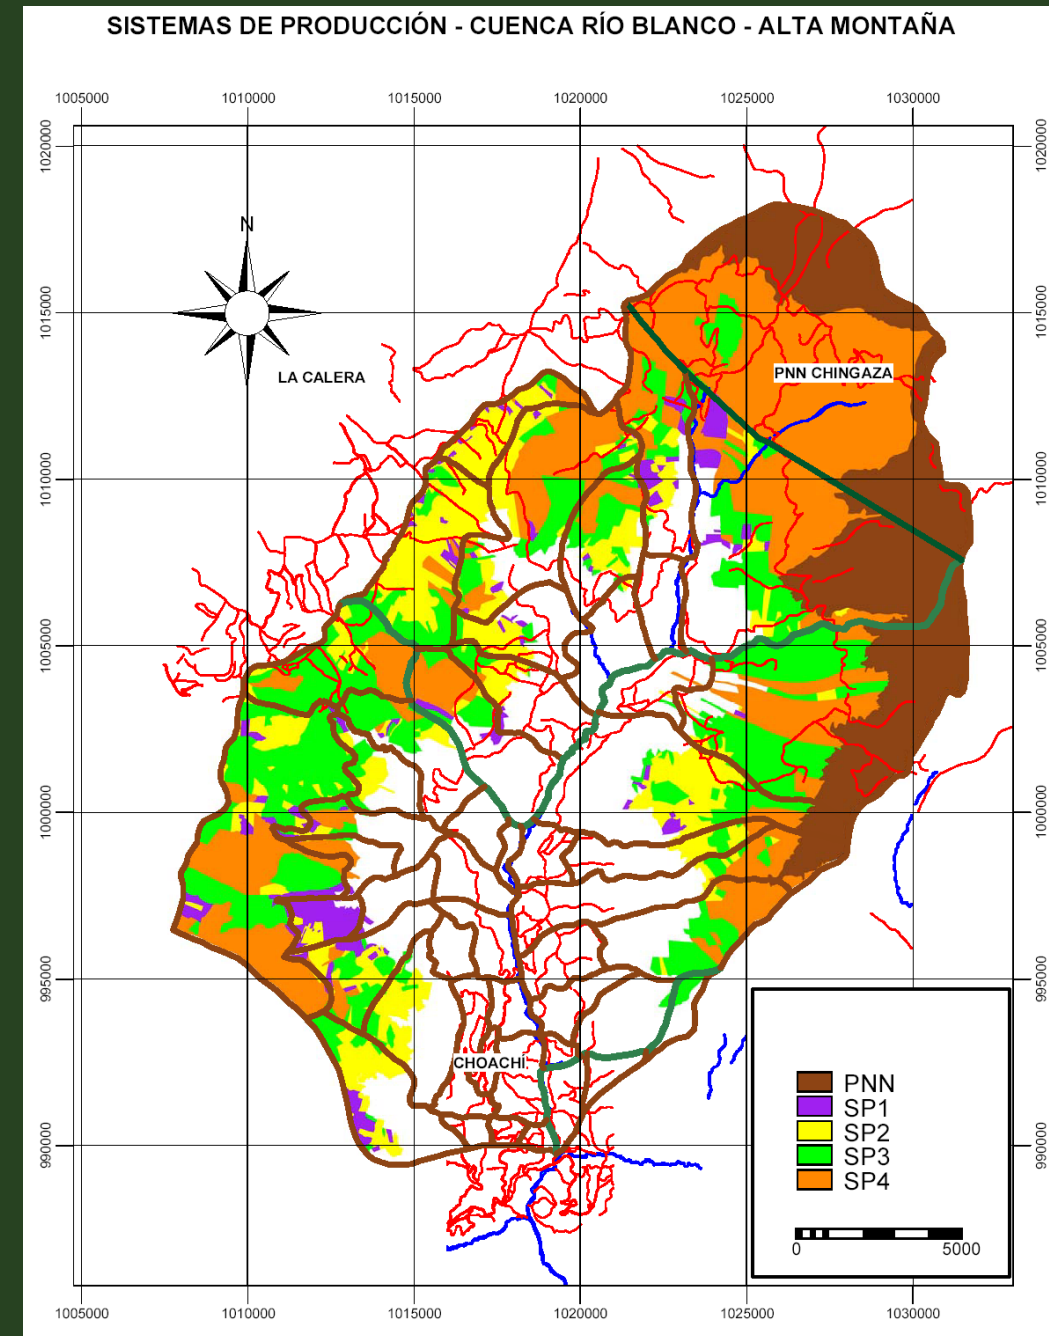 SISTEMAS DE PRODUCCIÓN - CUENCA RÍO BLANCO - ALTA MONTAÑA
1005000 1010000 1015000 1020000 1025000 1030000
1020000 1020000
N
1015000 1015000
LA CALERA
PNN CHINGAZA
1010000 1010000
1005000 1005000
1000000 1000000
995000 995000
CHOACHÍ
PNN
SP1
SP2
990000 990000
SP3
SP4
0 5000
1005000 1010000 1015000 1020000 1025000 1030000